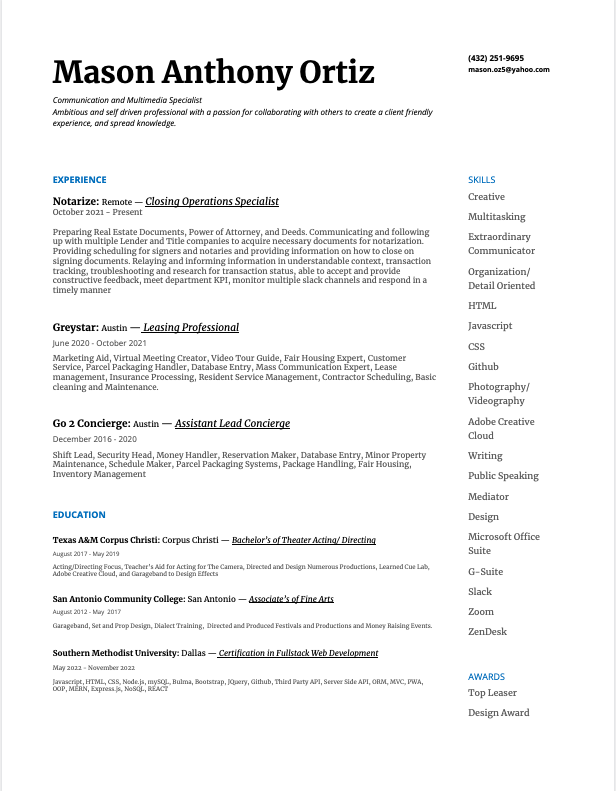 Mason Anthony Ortiz
(432) 251-9695
mason.oz5@yahoo.com
Communication and Multimedia Specialist
Ambitious and self driven professional with a passion for collaborating with others to create a client friendly
experience, and spread knowledge.
EXPERIENCE
Notarize: Remote — Closing Operations Specialist
October 2021 - Present
Preparing Real Estate Documents, Power of Attorney, and Deeds. Communicating and following
up with multiple Lender and Title companies to acquire necessary documents for notarization.
Providing scheduling for signers and notaries and providing information on how to close on
signing documents. Relaying and informing information in understandable context, transaction
tracking, troubleshooting and research for transaction status, able to accept and provide
constructive feedback, meet department KPI, monitor multiple slack channels and respond in a
timely manner
Greystar: Austin — Leasing Professional
June 2020 - October 2021
Marketing Aid, Virtual Meeting Creator, Video Tour Guide, Fair Housing Expert, Customer
Service, Parcel Packaging Handler, Database Entry, Mass Communication Expert, Lease
management, Insurance Processing, Resident Service Management, Contractor Scheduling, Basic
cleaning and Maintenance.
Go 2 Concierge: Austin — Assistant Lead Concierge
December 2016 - 2020
Shift Lead, Security Head, Money Handler, Reservation Maker, Database Entry, Minor Property
Maintenance, Schedule Maker, Parcel Packaging Systems, Package Handling, Fair Housing,
Inventory Management
EDUCATION
Texas A&M Corpus Christi: Corpus Christi — Bachelor's of Theater Acting/ Directing
August 2017 - May 2019
Acting/Directing Focus, Teacher's Aid for Acting for The Camera, Directed and Design Numerous Productions, Learned Cue Lab,
Adobe Creative Cloud, and Garageband to Design Effects
San Antonio Community College: San Antonio — Associate's of Fine Arts
August 2012 - May 2017
Garageband, Set and Prop Design, Dialect Training, Directed and Produced Festivals and Productions and Money Raising Events.
Southern Methodist University: Dallas — Certification in Fullstack Web Development
May 2022 - November 2022
Javascript, HTML, CSS, Node.js, mySQL, Bulma, Bootstrap, JQuery, Github, Third Party API, Server Side API, ORM, MVC, PWA,
OOP, MERN, Express.js, NoSQL, REACT
SKILLS
Creative
Multitasking
Extraordinary
Communicator
Organization/
Detail Oriented
HTML
Javascript
CSS
Github
Photography/
Videography
Adobe Creative
Cloud
Writing
Public Speaking
Mediator
Design
Microsoft Office
Suite
G-Suite
Slack
Zoom
ZenDesk
AWARDS
Top Leaser
Design Award